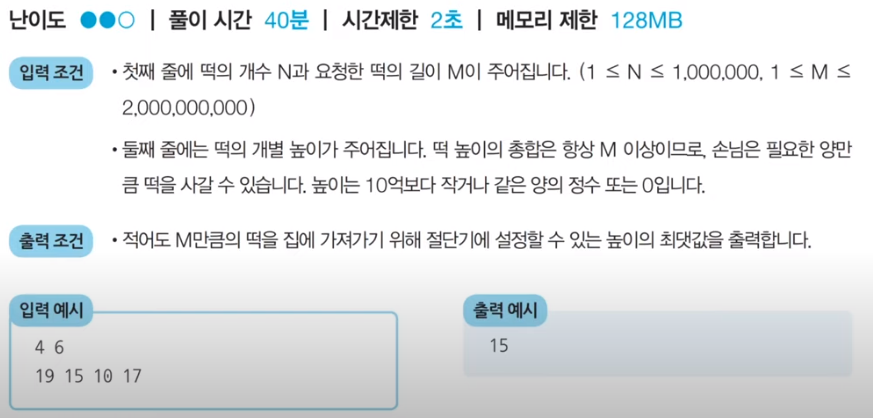 난이도 ●●○ | 풀이 시간 40분 | 시간제한 2초 | 메모리 제한 128MB
입력 조건 • 첫째 줄에 떡의 개수 N과 요청한 떡의 길이 M이 주어집니다. (1 ≤ N ≤ 1,000,000, 1 ≤ M ≤
2,000,000,000)
• 둘째 줄에는 떡의 개별 높이가 주어집니다. 떡 높이의 총합은 항상 M 이상이므로, 손님은 필요한 양만
큼 떡을 사갈 수 있습니다. 높이는 10억보다 작거나 같은 양의 정수 또는 0입니다.
출력 조건 • 적어도 M만큼의 떡을 집에 가져가기 위해 절단기에 설정할 수 있는 높이의 최댓값을 출력합니다.
입력 예시
4 6
19 15 10 17
출력 예시
15